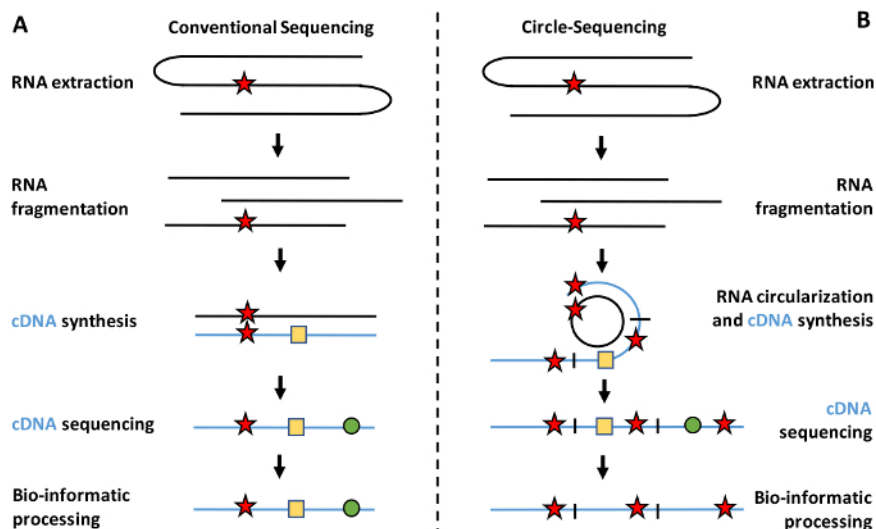 A
Conventional Sequencing
RNA extraction
RNA
fragmentation
cDNA synthesis
cDNA sequencing
Bio-informatic
processing
B
Circle-Sequencing
RNA extraction
RNA
fragmentation
RNA circularization
and cDNA synthesis
cDNA
sequencing
Bio-informatic
processing